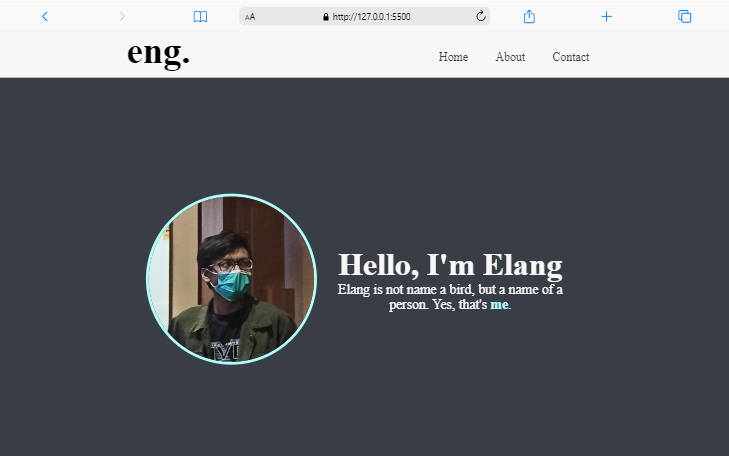 AA
http://127.0.0.1:5500
eng.
Home About Contact
Hello, I'm Elang
Elang is not name a bird, but a name of a
person. Yes, that's me.